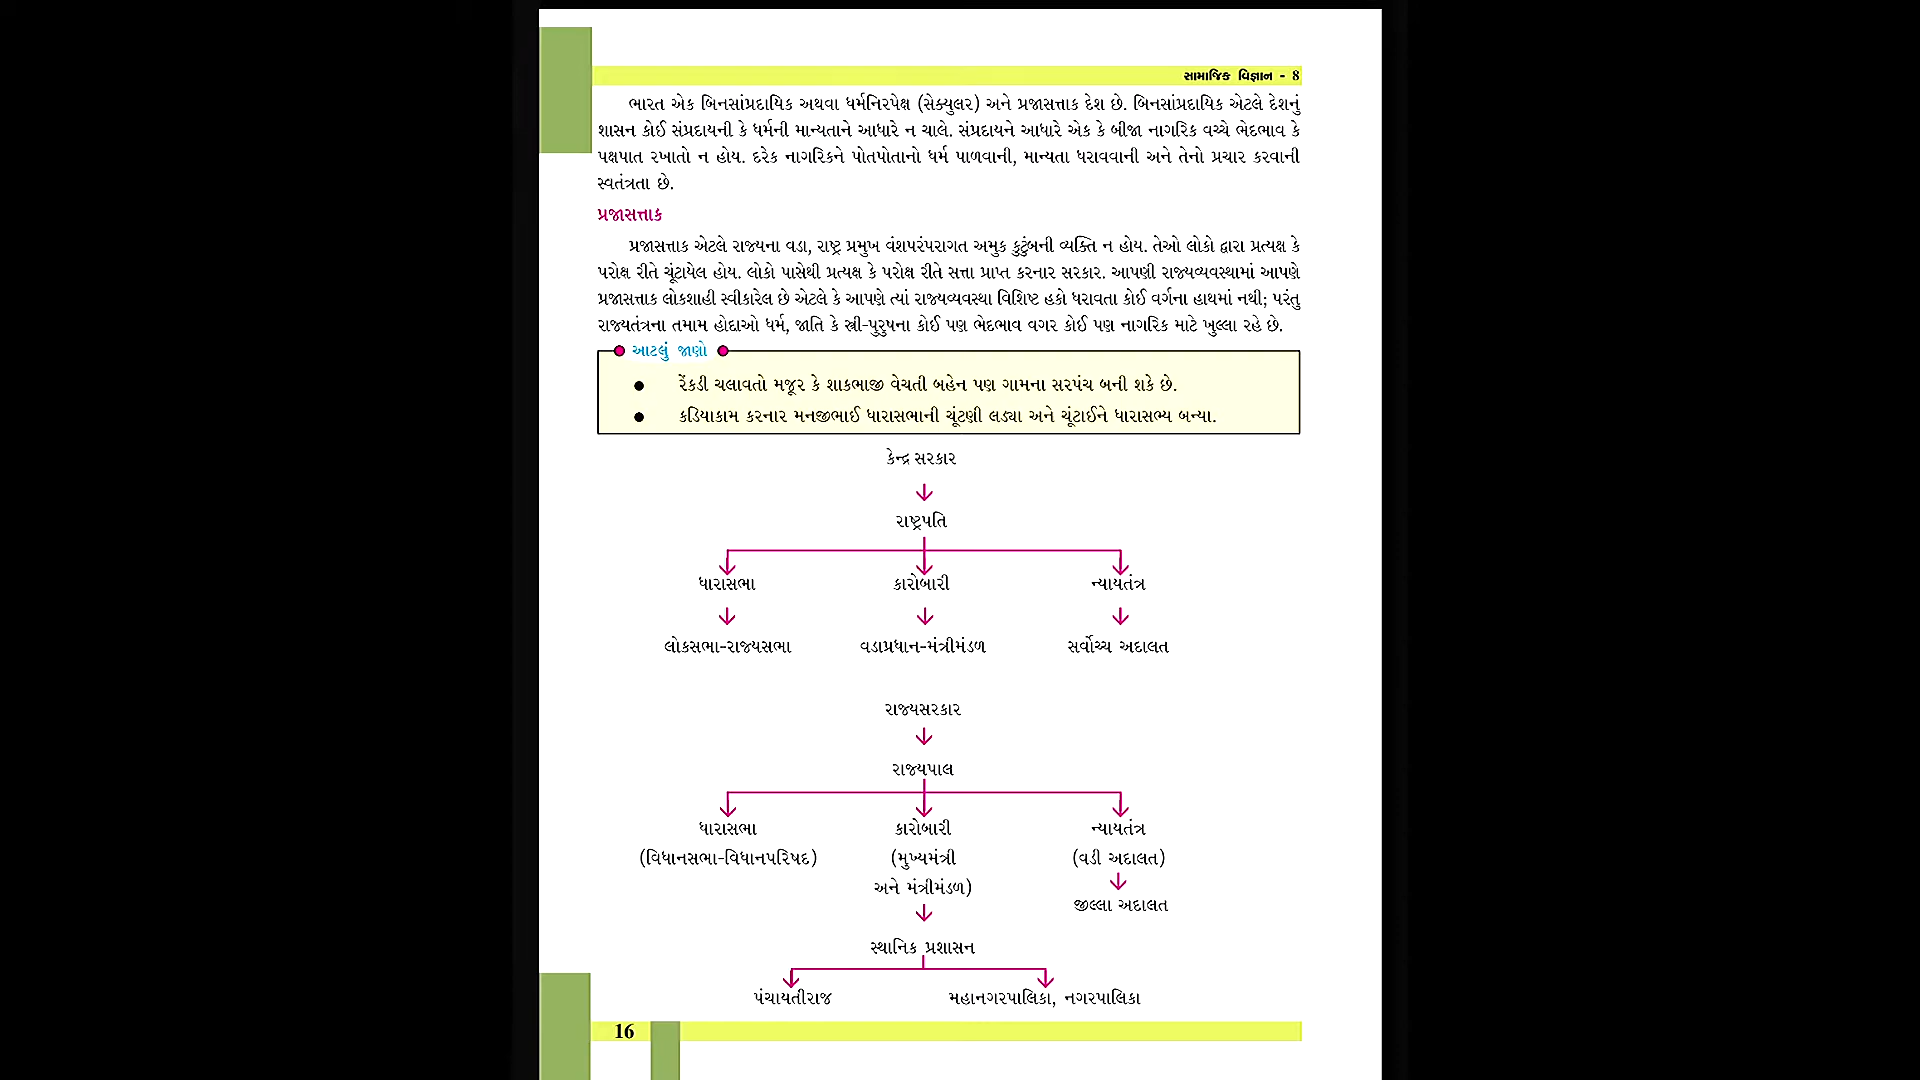 સામાજિક વિજ્ઞાન - 8
ભારત એક બિનસાંપ્રદાયિક અથવા ધર્મનિરપેક્ષ (સેક્યુલર) અને પ્રજાસત્તાક દેશ છે. બિનસાંપ્રદાયિક એટલે દેશનું
શાસન કોઈ સંપ્રદાયની કે ધર્મની માન્યતાને આધારે ન ચાલે. સંપ્રદાયને આધારે એક કે બીજા નાગરિક વચ્ચે ભેદભાવ કે
પક્ષપાત રખાતો ન હોય. દરેક નાગરિકને પોતપોતાનો ધર્મ પાળવાની, માન્યતા ધરાવવાની અને તેનો પ્રચાર કરવાની
સ્વતંત્રતા છે.
પ્રજાસત્તાક
પ્રજાસત્તાક એટલે રાજ્યના વડા, રાષ્ટ્ર પ્રમુખ વંશપરંપરાગત અમુક કુટુંબની વ્યક્તિ ન હોય. તેઓ લોકો દ્વારા પ્રત્યક્ષ કે
પરોક્ષ રીતે ચૂંટાયેલ હોય. લોકો પાસેથી પ્રત્યક્ષ કે પરોક્ષ રીતે સત્તા પ્રાપ્ત કરનાર સરકાર. આપણી રાજ્યવ્યવસ્થામાં આપણે
પ્રજાસત્તાક લોકશાહી સ્વીકારેલ છે એટલે કે આપણે ત્યાં રાજ્યવ્યવસ્થા વિશિષ્ટ હકો ધરાવતા કોઈ વર્ગના હાથમાં નથી; પરંતુ
રાજ્યતંત્રના તમામ હોદાઓ ધર્મ, જાતિ કે સ્ત્રી-પુરુષના કોઈ પણ ભેદભાવ વગર કોઈ પણ નાગરિક માટે ખુલ્લા રહે છે.
આટલું જાણો
● રેંકડી ચલાવતો મજૂર કે શાકભાજી વેચતી બહેન પણ ગામના સરપંચ બની શકે છે.
● કડિયાકામ કરનાર મનજીભાઈ ધારાસભાની ચૂંટણી લડ્યા અને ચૂંટાઈને ધારાસભ્ય બન્યા.
કેન્દ્ર સરકાર
રાષ્ટ્રપતિ
ધારાસભા કારોબારી ન્યાયતંત્ર
લોકસભા-રાજ્યસભા વડાપ્રધાન-મંત્રીમંડળ સર્વોચ્ચ અદાલત
રાજ્યસરકાર
રાજ્યપાલ
ધારાસભા કારોબારી ન્યાયતંત્ર
(વિધાનસભા-વિધાનપરિષદ) (મુખ્યમંત્રી (વડી અદાલત)
અને મંત્રીમંડળ)
જીલ્લા અદાલત
સ્થાનિક પ્રશાસન
પંચાયતીરાજ મહાનગરપાલિકા, નગરપાલિકા
16